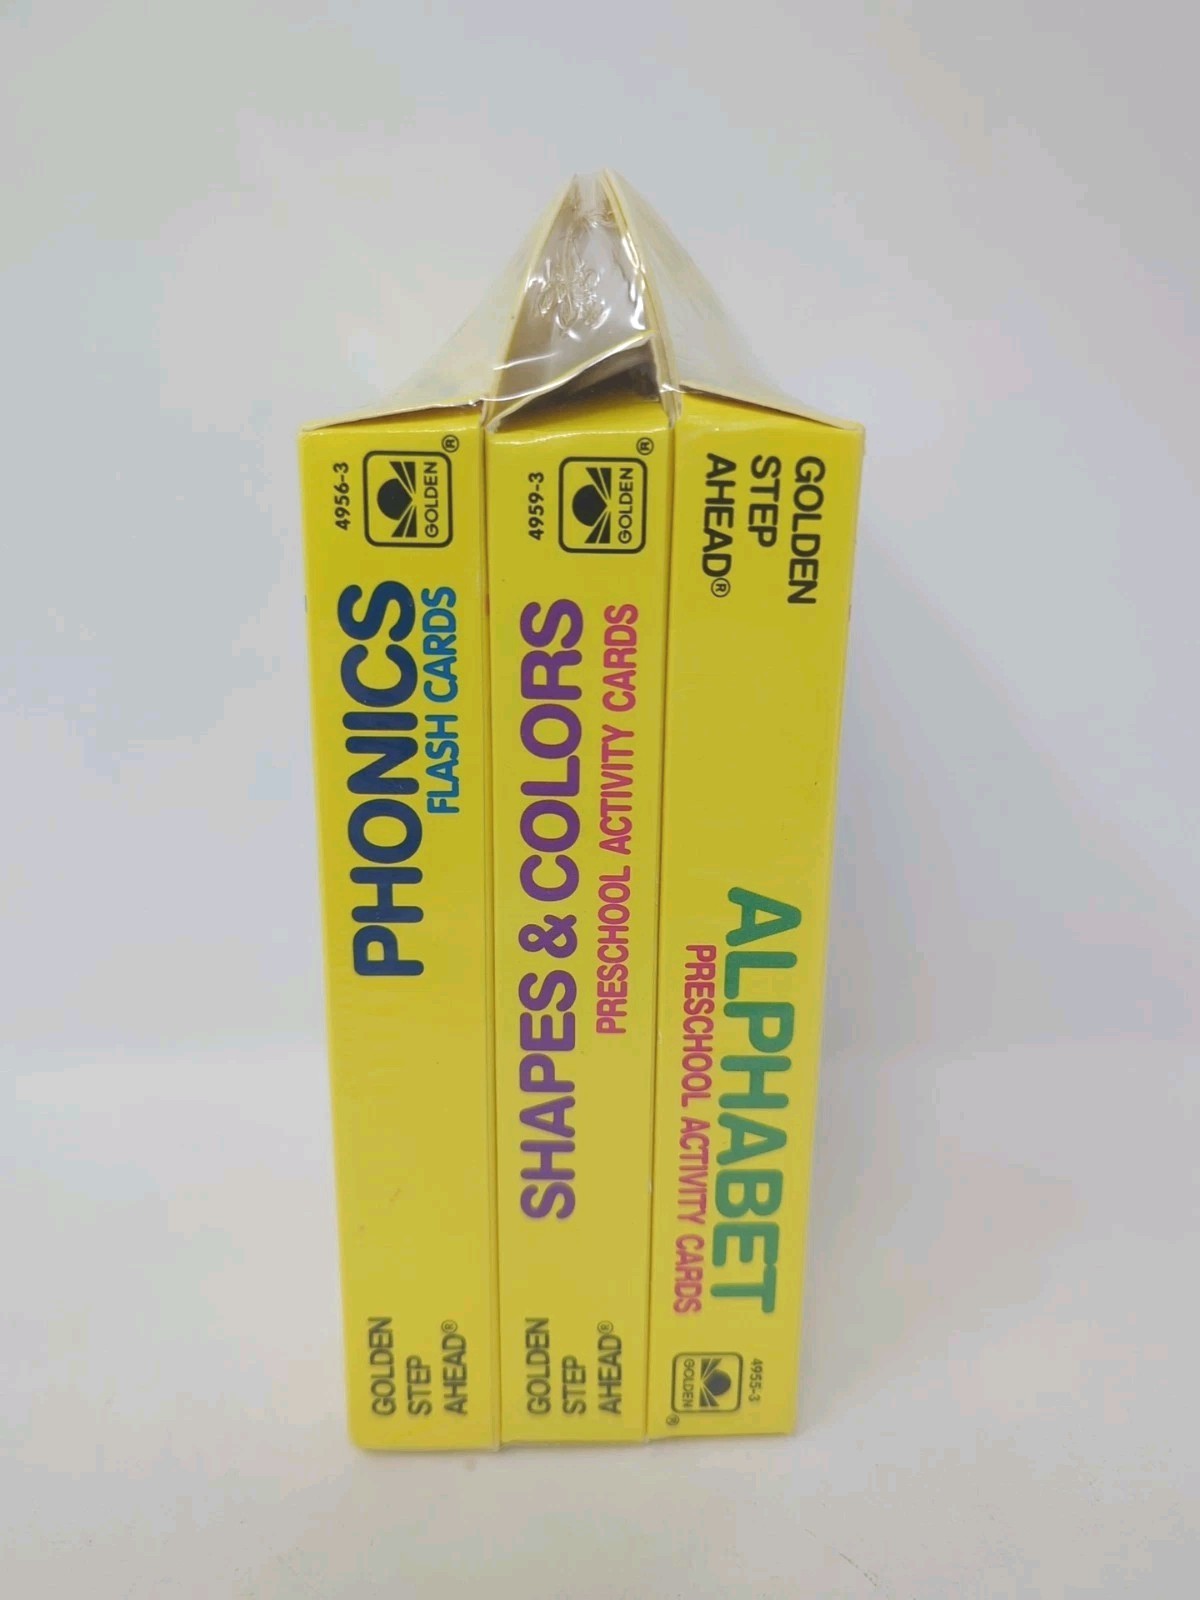 4956-3
GOLDEN®
PHONICS
FLASH CARDS
GOLDEN
STEP
AHEAD®
4959-3
GOLDEN®
SHAPES & COLORS
PRESCHOOL ACTIVITY CARDS
GOLDEN
STEP
AHEAD®
GOLDEN
STEP
AHEAD®
ALPHABET
PRESCHOOL ACTIVITY CARDS
4955-3
GOLDEN®